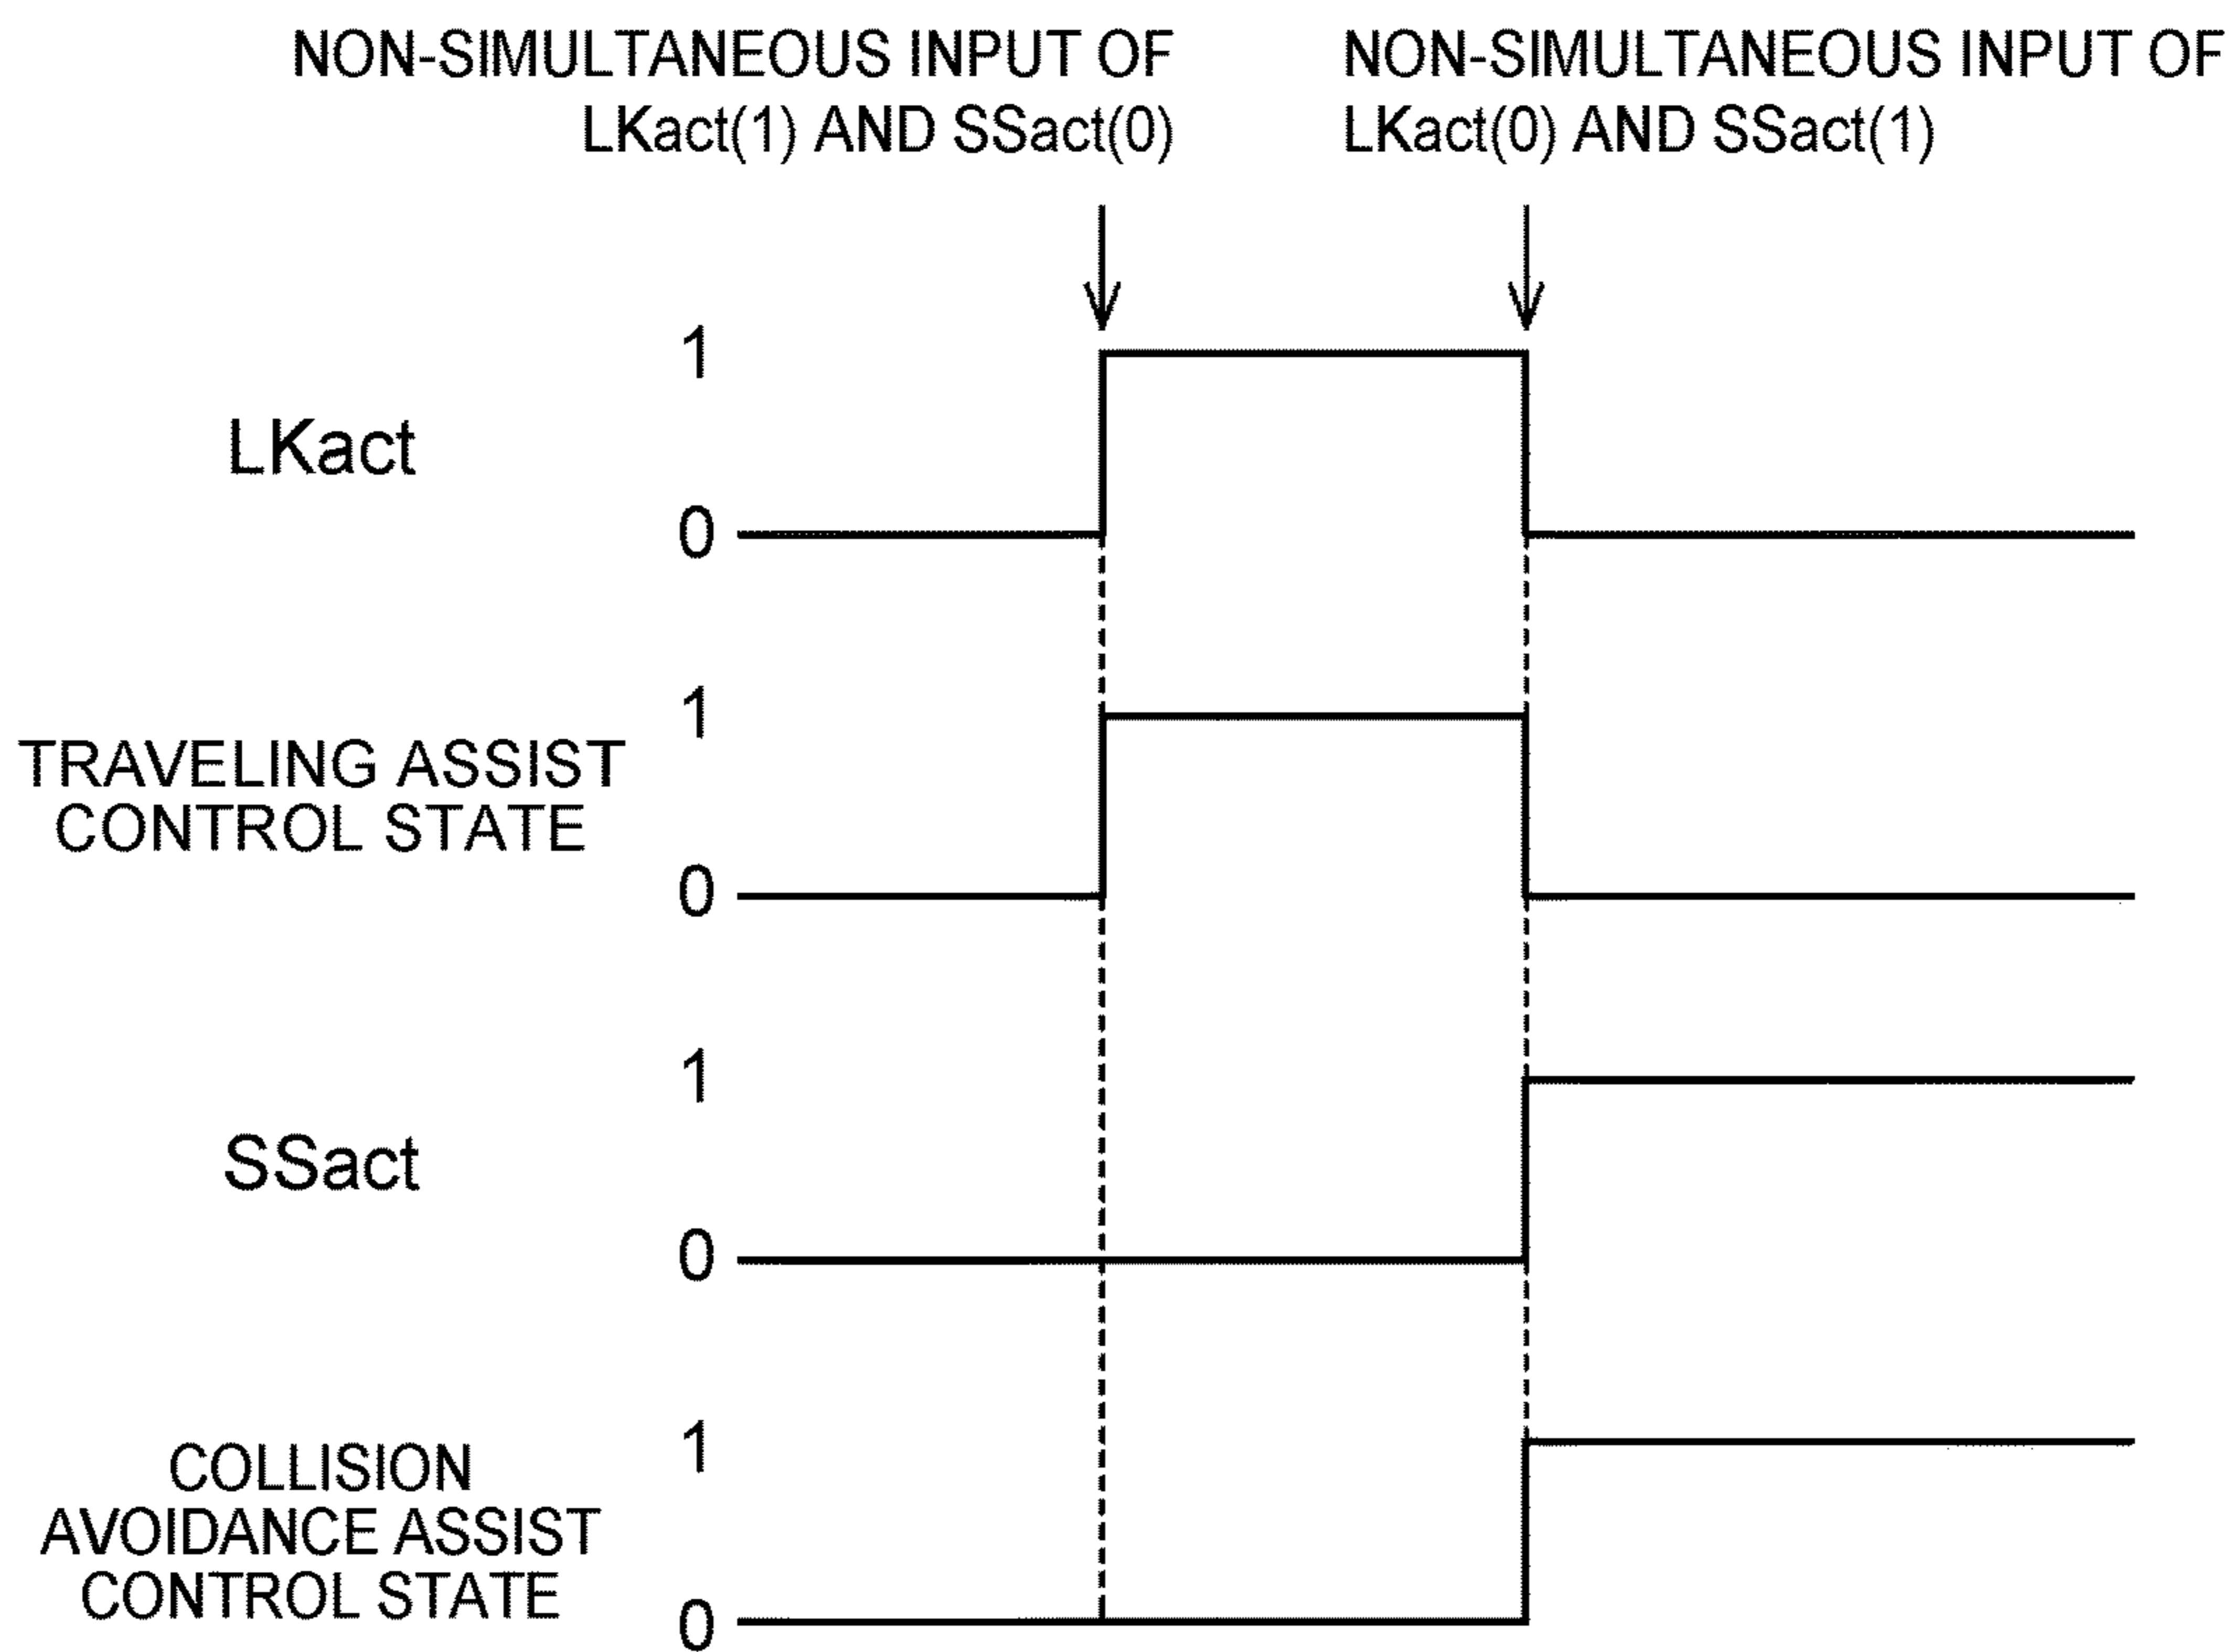 NON-SIMULTANEOUS INPUT OF
LKact(1) AND SSact(0)
NON-SIMULTANEOUS INPUT OF
LKact(0) AND SSact(1)
1
LKact
0
1
TRAVELING ASSIST
CONTROL STATE
0
1
SSact
0
1
COLLISION
AVOIDANCE ASSIST
CONTROL STATE
0